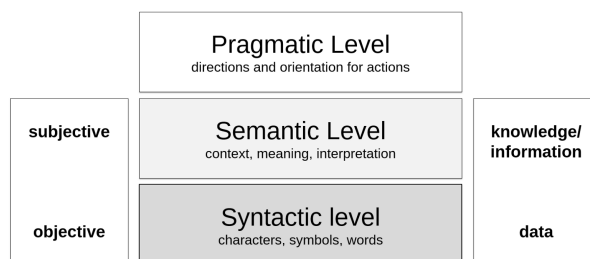 Pragmatic Level
directions and orientation for actions
subjective
Semantic Level
context, meaning, interpretation
knowledge/
information
objective
Syntactic level
characters, symbols, words
data